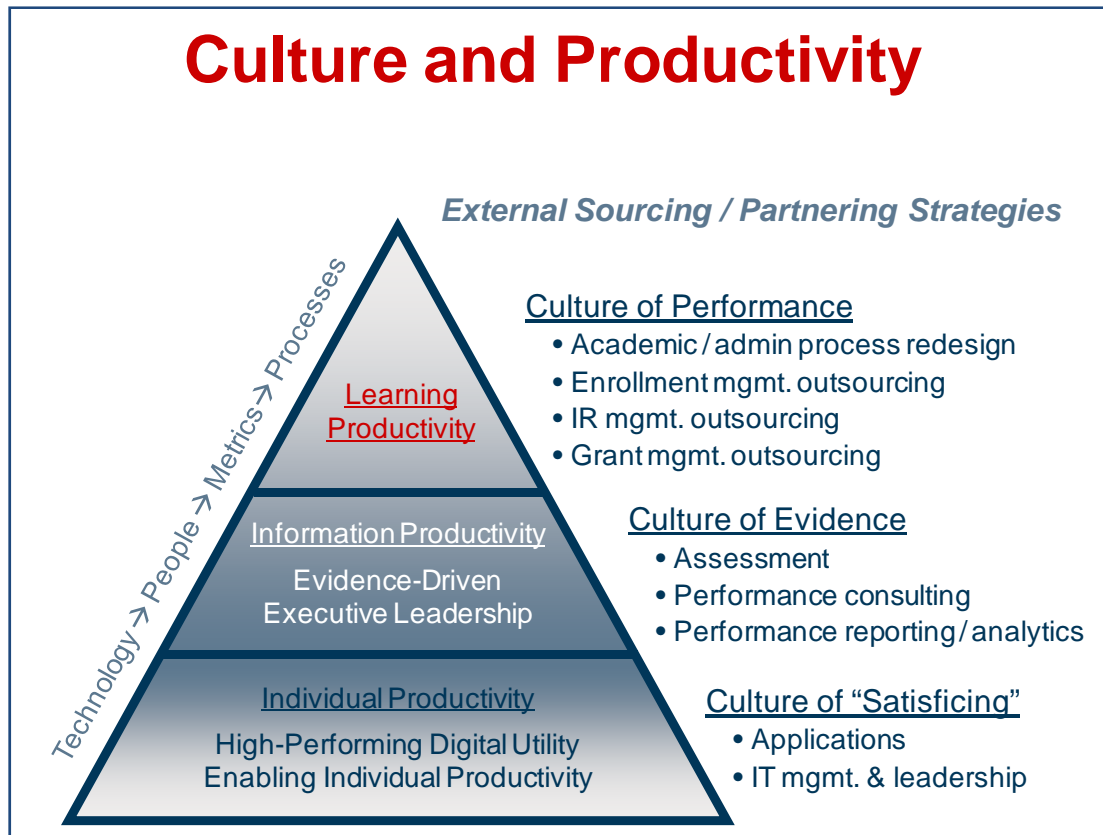 Culture and Productivity
External Sourcing / Partnering Strategies
Technology → People → Metrics → Processes
Learning
Productivity
Culture of Performance
• Academic / admin process redesign
• Enrollment mgmt. outsourcing
• IR mgmt. outsourcing
• Grant mgmt. outsourcing
Information Productivity
Evidence-Driven
Executive Leadership
Culture of Evidence
• Assessment
• Performance consulting
• Performance reporting / analytics
Individual Productivity
High-Performing Digital Utility
Enabling Individual Productivity
Culture of “Satisficing”
• Applications
• IT mgmt. & leadership